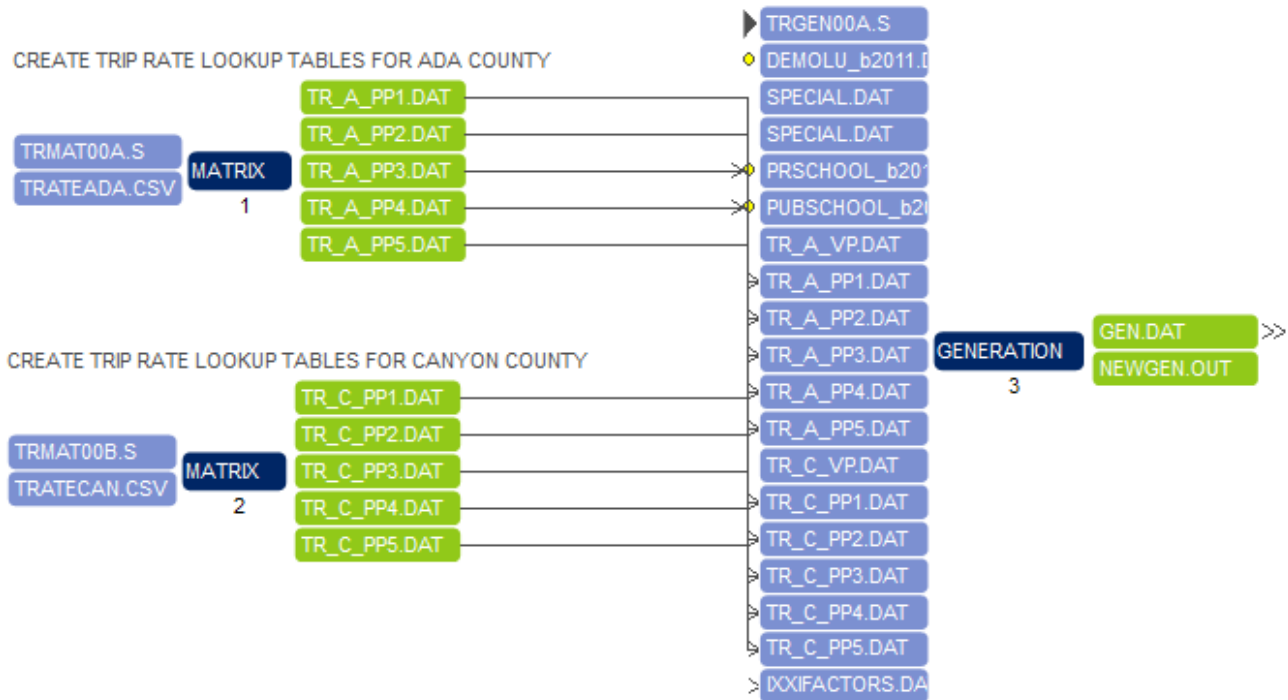 CREATE TRIP RATE LOOKUP TABLES FOR ADA COUNTY
TRMAT00A.S
TRATEADA.CSV
MATRIX
1
TR_A_PP1.DAT
TR_A_PP2.DAT
TR_A_PP3.DAT
TR_A_PP4.DAT
TR_A_PP5.DAT
CREATE TRIP RATE LOOKUP TABLES FOR CANYON COUNTY
TRMAT00B.S
TRATECAN.CSV
MATRIX
2
TR_C_PP1.DAT
TR_C_PP2.DAT
TR_C_PP3.DAT
TR_C_PP4.DAT
TR_C_PP5.DAT
TRGEN00A.S
DEMOLU_b2011.D
SPECIAL.DAT
SPECIAL.DAT
PRSCHOOL_b201
PUBSCHOOL_b20
TR_A_VP.DAT
TR_A_PP1.DAT
TR_A_PP2.DAT
TR_A_PP3.DAT
TR_A_PP4.DAT
TR_A_PP5.DAT
TR_C_VP.DAT
TR_C_PP1.DAT
TR_C_PP2.DAT
TR_C_PP3.DAT
TR_C_PP4.DAT
TR_C_PP5.DAT
IXXIFACTORS.DA
GENERATION
3
GEN.DAT
NEWGEN.OUT